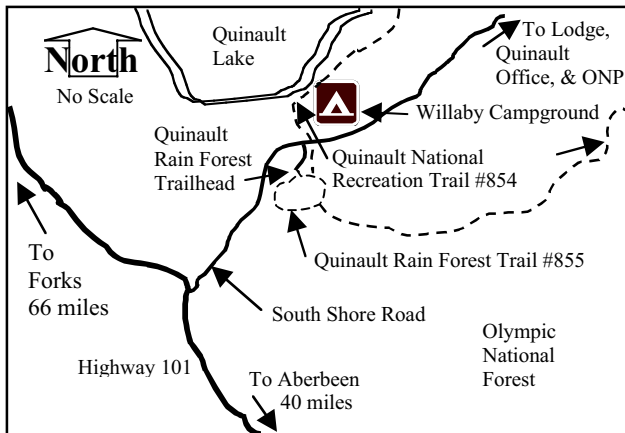 North
No Scale
Quinault
Lake
To Lodge,
Quinault
Office, & ONP
Willaby Campground
Quinault
Rain Forest
Trailhead
Quinault National
Recreation Trail #854
To
Forks
66 miles
Quinault Rain Forest Trail #855
South Shore Road
Highway 101
Olympic
National
Forest
To Aberbeen
40 miles